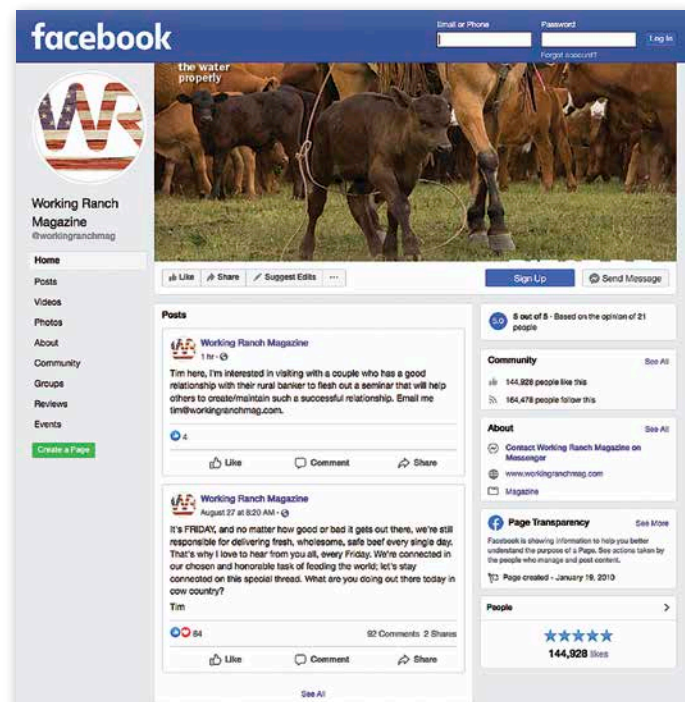 facebook
Email or Phone
Password
Log In
Forgot account?
the water
properly
WR
Working Ranch
Magazine
@workingranchmag
Home
Posts
Videos
Photos
About
Community
Groups
Reviews
Events
Create a Page
Like
Share
Suggest Edits
...
Sign Up
Send Message
Posts
Working Ranch Magazine
1 hr ·
Tim here, I'm interested in visiting with a couple who has a good
relationship with their rural banker to flesh out a seminar that will help
others to create/maintain such a successful relationship. Email me
tim@workingranchmag.com.
4
Like
Comment
Share
Working Ranch Magazine
August 27 at 8:20 AM ·
It's FRIDAY, and no matter how good or bad it gets out there, we're still
responsible for delivering fresh, wholesome, safe beef every single day.
That's why I love to hear from you all, every Friday. We're connected in
our chosen and honorable task of feeding the world; let's stay
connected on this special thread. What are you doing out there today in
cow country?
Tim
64
92 Comments 2 Shares
Like
Comment
Share
See All
5.0
5 out of 5 · Based on the opinion of 21
people
Community
See All
144,928 people like this
164,478 people follow this
About
See All
Contact Working Ranch Magazine on
Messenger
www.workingranchmag.com
Magazine
Page Transparency
See More
Facebook is showing information to help you better
understand the purpose of a Page. See actions taken by
the people who manage and post content.
Page created - January 19, 2010
People
144,928 likes